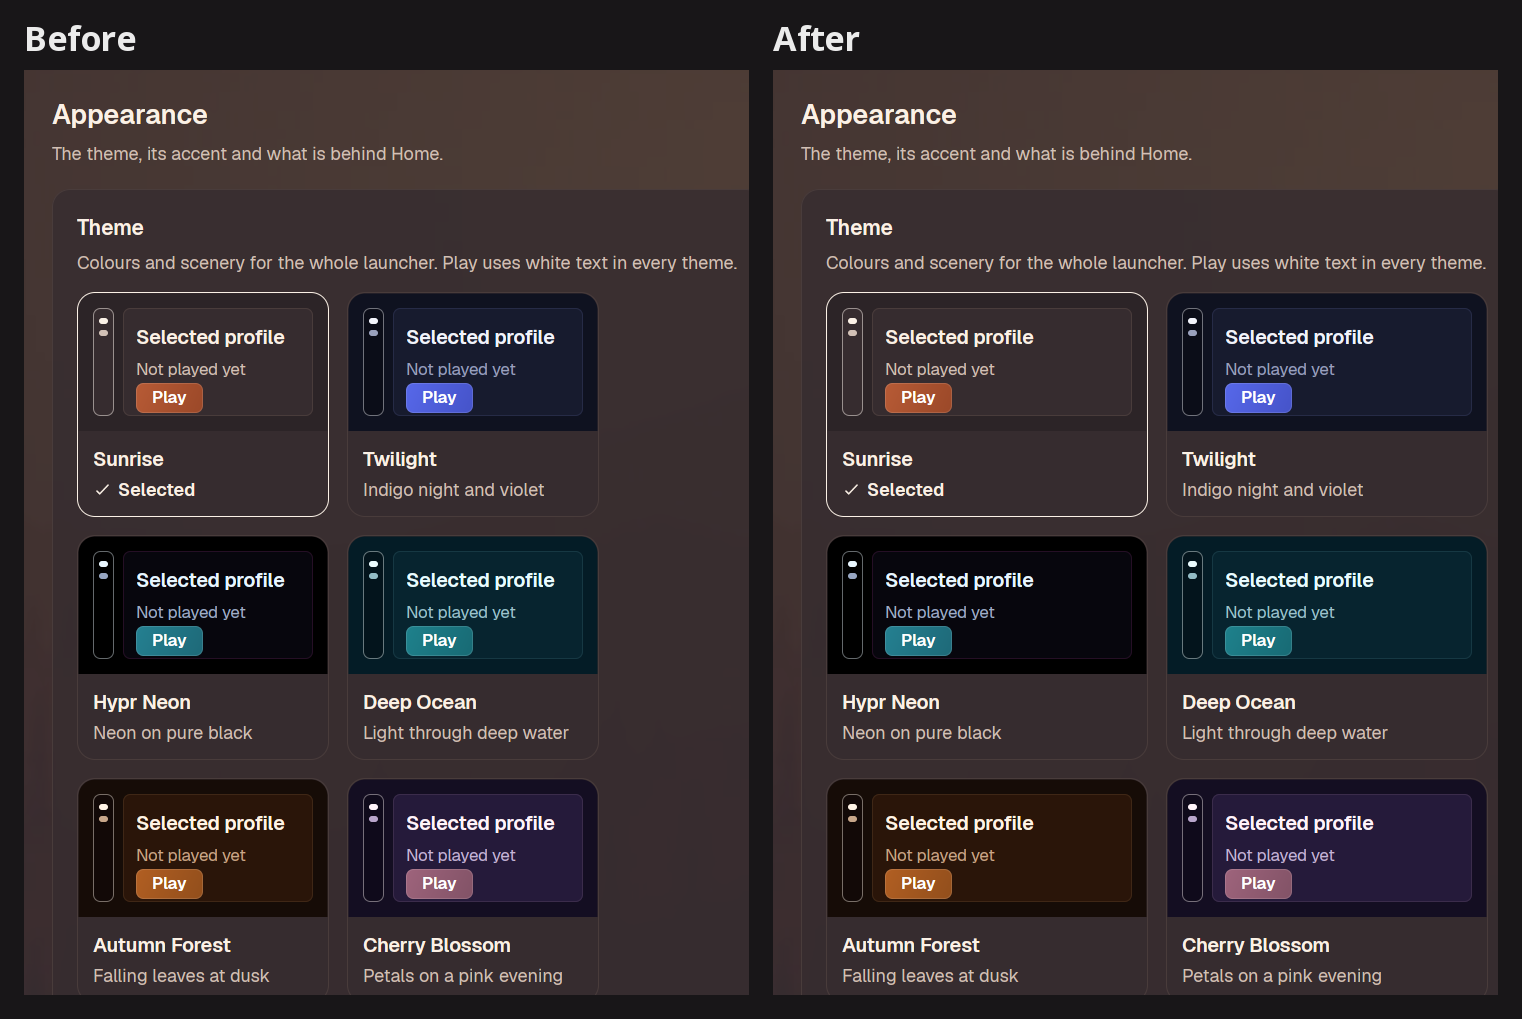 Before
Appearance
The theme, its accent and what is behind Home.
Theme
Colours and scenery for the whole launcher. Play uses white text in every theme.
Selected profile
Not played yet
Play
Sunrise
Selected
Selected profile
Not played yet
Play
Twilight
Indigo night and violet
Selected profile
Not played yet
Play
Hypr Neon
Neon on pure black
Selected profile
Not played yet
Play
Deep Ocean
Light through deep water
Selected profile
Not played yet
Play
Autumn Forest
Falling leaves at dusk
Selected profile
Not played yet
Play
Cherry Blossom
Petals on a pink evening
After
Appearance
The theme, its accent and what is behind Home.
Theme
Colours and scenery for the whole launcher. Play uses white text in every theme.
Selected profile
Not played yet
Play
Sunrise
Selected
Selected profile
Not played yet
Play
Twilight
Indigo night and violet
Selected profile
Not played yet
Play
Hypr Neon
Neon on pure black
Selected profile
Not played yet
Play
Deep Ocean
Light through deep water
Selected profile
Not played yet
Play
Autumn Forest
Falling leaves at dusk
Selected profile
Not played yet
Play
Cherry Blossom
Petals on a pink evening